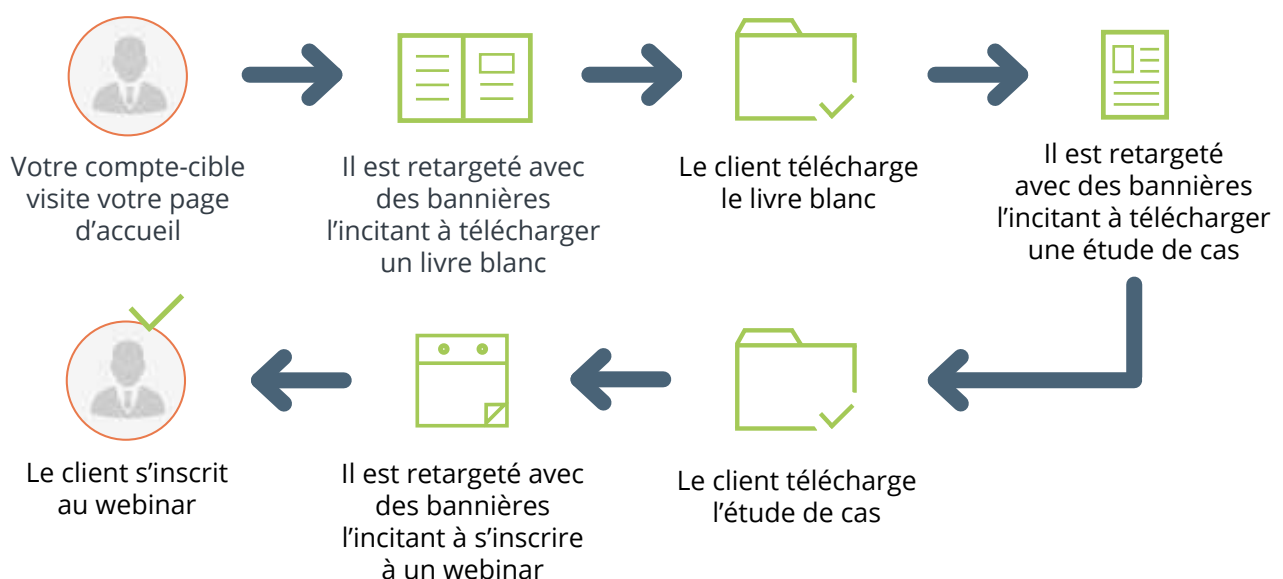 Votre compte-cible
visite votre page
d’accueil
Il est retargeté avec
des bannières
l’incitant à télécharger
un livre blanc
Le client télécharge
le livre blanc
Il est retargeté
avec des bannières
l’incitant à télécharger
une étude de cas
Le client télécharge
l’étude de cas
Il est retargeté avec
des bannières
l’incitant à s’inscrire
à un webinar
Le client s’inscrit
au webinar